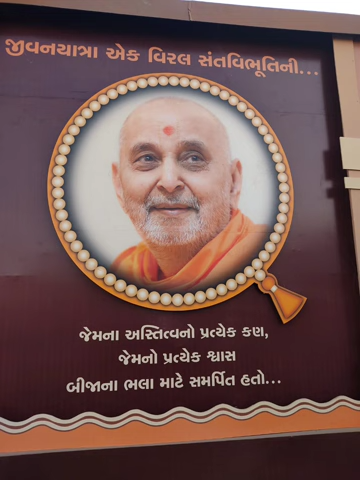 જીવનયાત્રા એક વિરલ સંતવિભૂતિની...
જેમના અસ્તિત્વનો પ્રત્યેક કણ,
જેમનો પ્રત્યેક શ્વાસ
બીજાના ભલા માટે સમર્પિત હતો...